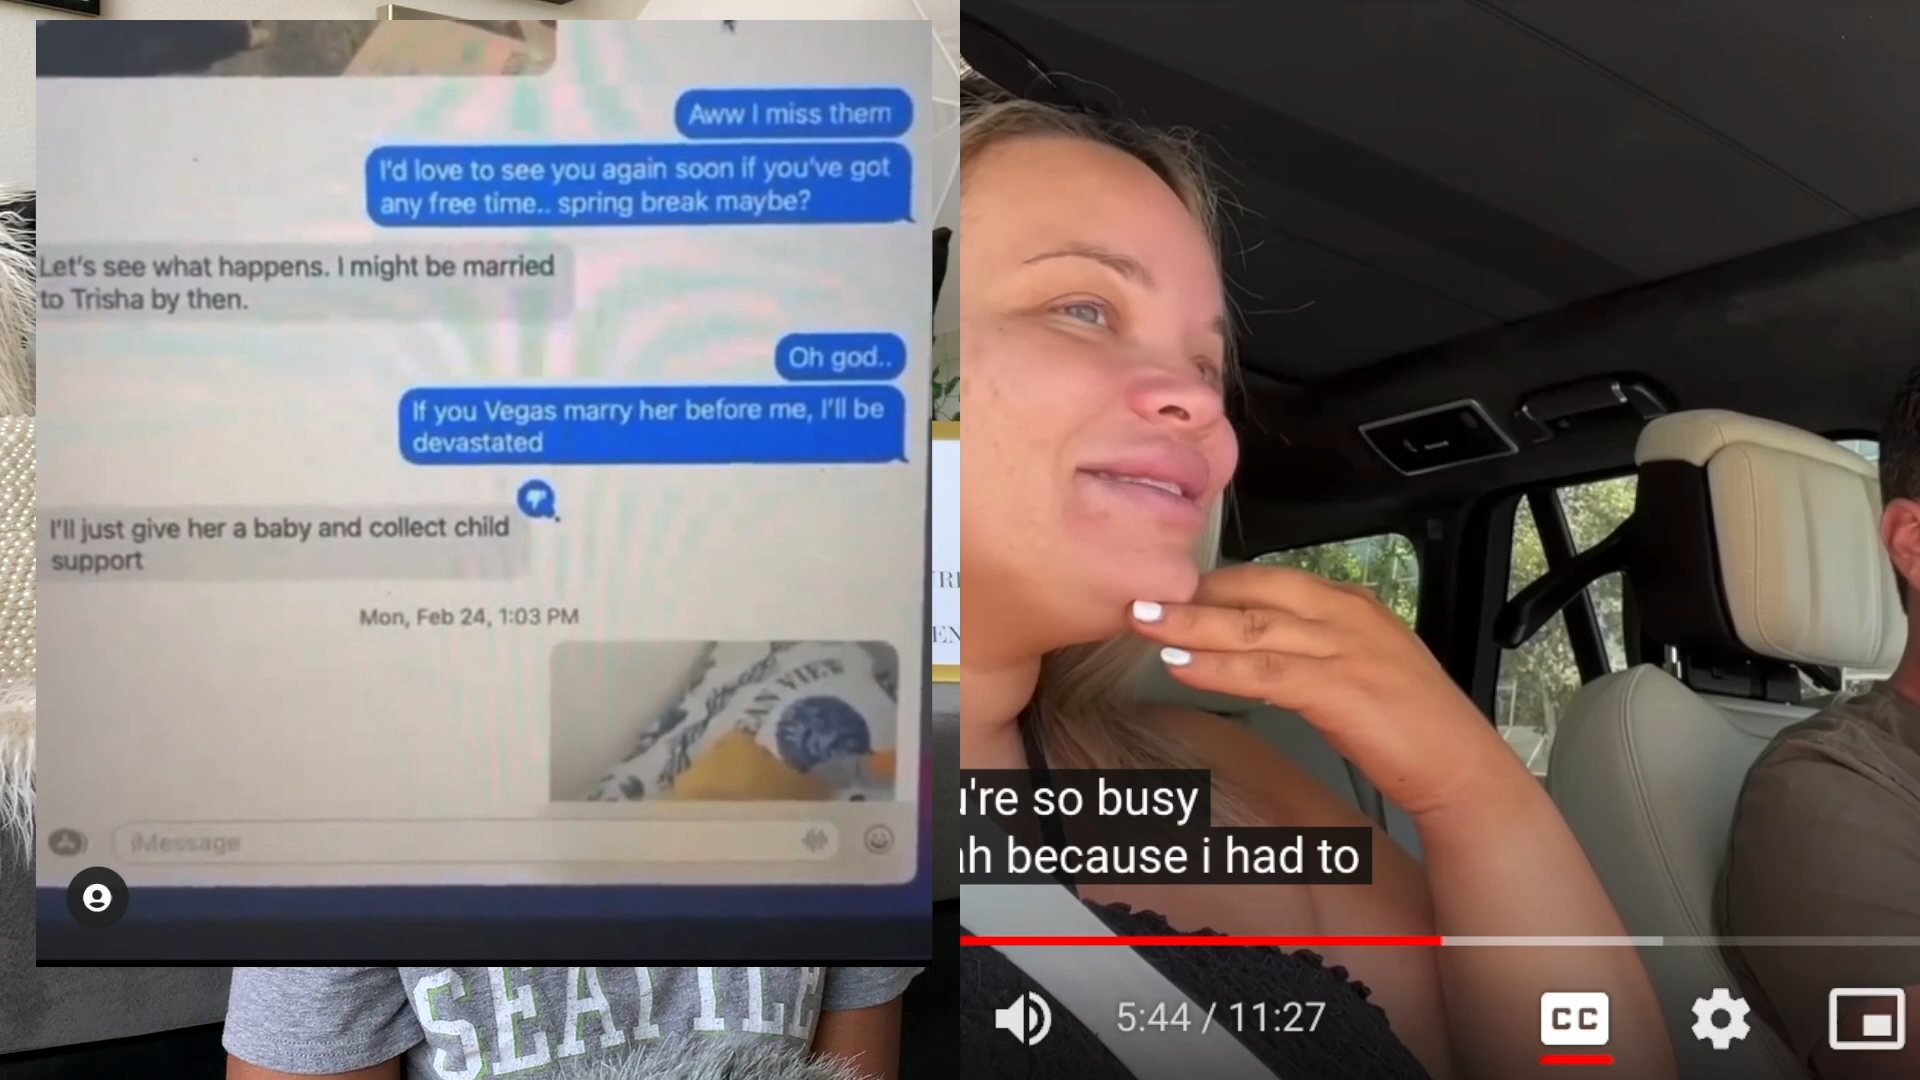 Aww I miss them
I'd love to see you again soon if you've got
any free time.. spring break maybe?
Let's see what happens. I might be married
to Trisha by then.
Oh god..
If you Vegas marry her before me, I'll be
devastated
I'll just give her a baby and collect child
support
Mon, Feb 24, 1:03 PM
AN VIEW
iMessage
SEATTLE
u're so busy
ah because i had to
5:44 / 11:27
CC